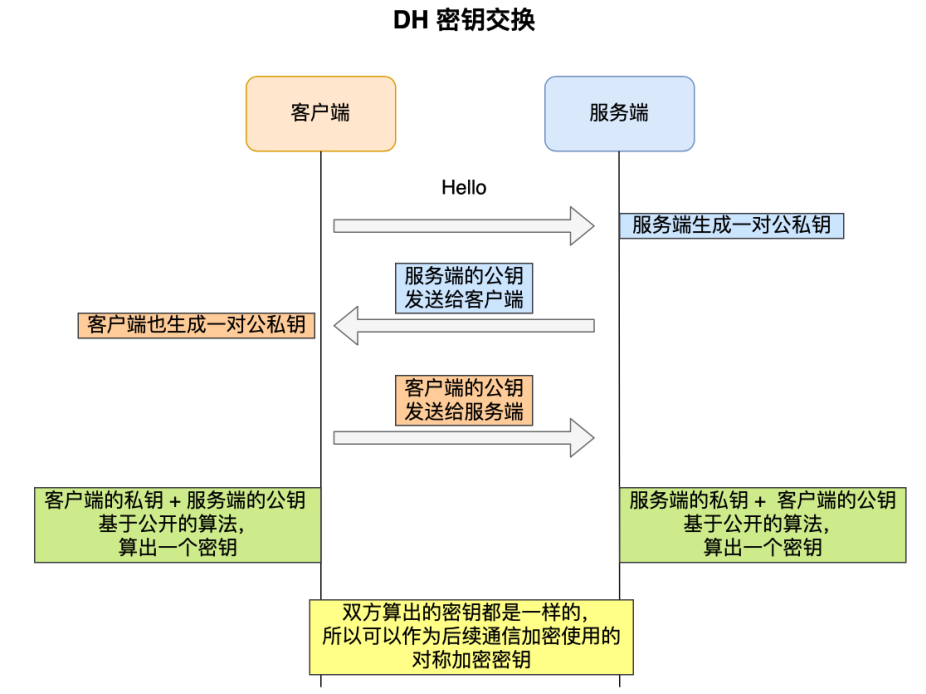 DH 密钥交换
客户端
服务端
Hello
服务端生成一对公私钥
服务端的公钥
发送给客户端
客户端也生成一对公私钥
客户端的公钥
发送给服务端
客户端的私钥 + 服务端的公钥
基于公开的算法，
算出一个密钥
服务端的私钥 + 客户端的公钥
基于公开的算法，
算出一个密钥
双方算出的密钥都是一样的，
所以可以作为后续通信加密使用的
对称加密密钥